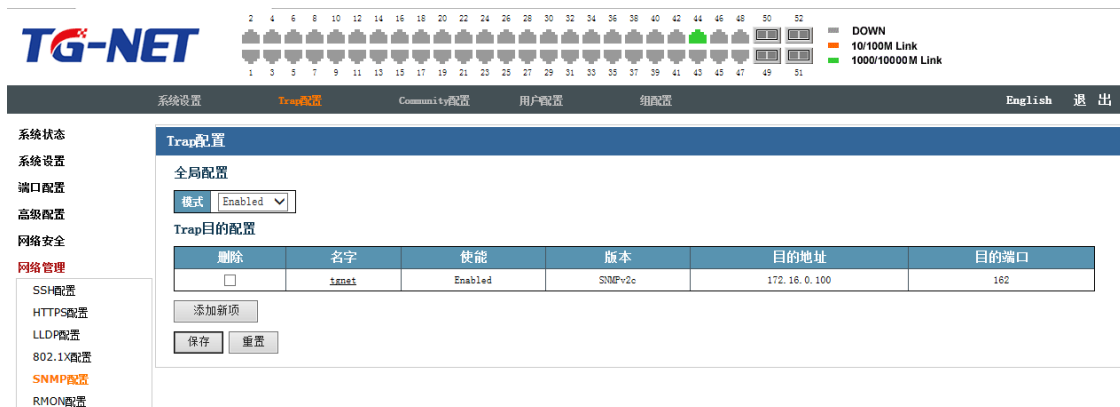 2 4 6 8 10 12 14 16 18 20 22 24 26 28 30 32 34 36 38 40 42 44 46 48 50 52
TG-NET
DOWN
10/100M Link
1000/10000M Link
1 3 5 7 9 11 13 15 17 19 21 23 25 27 29 31 33 35 37 39 41 43 45 47 49 51
系统设置 Trap配置 Community配置 用户配置 组配置 English 退 出
系统状态
系统设置
端口配置
高级配置
网络安全
网络管理
SSH配置
HTTPS配置
LLDP配置
802.1X配置
SNMP配置
RMON配置
Trap配置
全局配置
模式 Enabled
Trap目的配置
删除 名字 使能 版本 目的地址 目的端口
tgnet Enabled SNMPv2c 172.16.0.100 162
添加新项
保存 重置